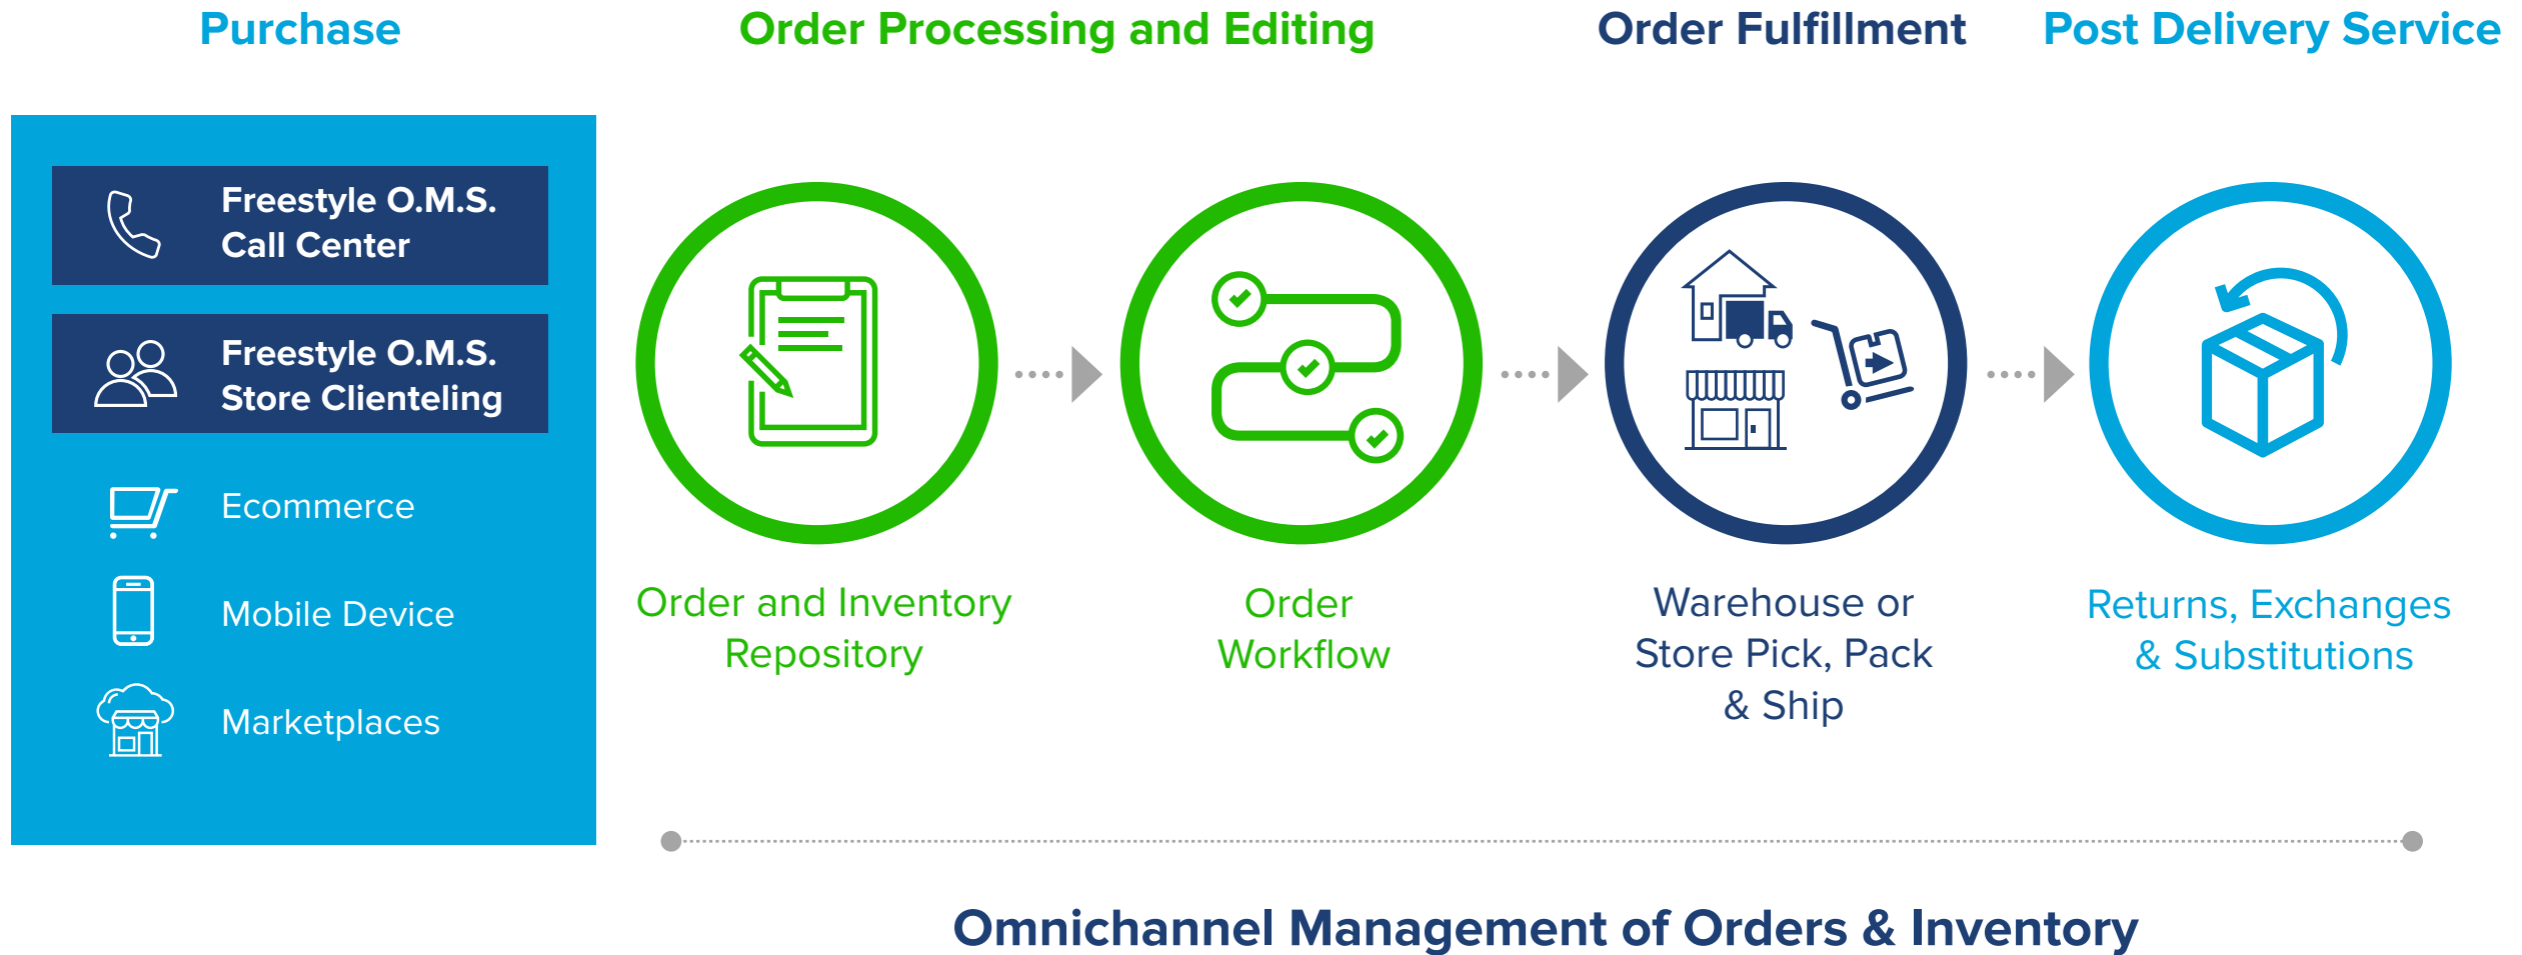 Purchase
Order Processing and Editing
Order Fulfillment
Post Delivery Service
Freestyle O.M.S.
Call Center
Freestyle O.M.S.
Store Clienteling
Ecommerce
Mobile Device
Marketplaces
Order and Inventory
Repository
Order
Workflow
Warehouse or
Store Pick, Pack
& Ship
Returns, Exchanges
& Substitutions
Omnichannel Management of Orders & Inventory